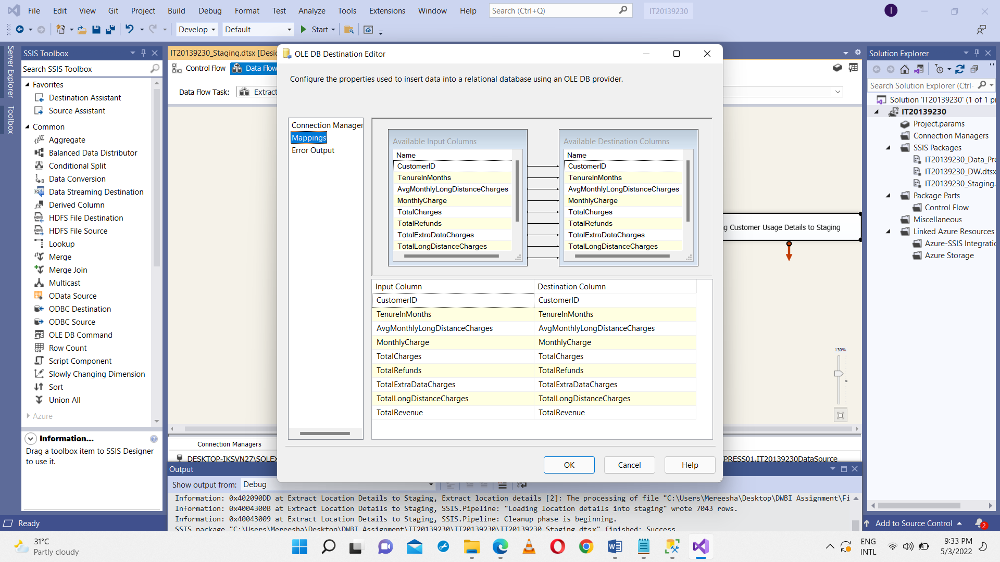 File Edit View Git Project Build Debug Format Test Analyze Tools Extensions Window Help Search (Ctrl+Q) IT20139230 I
Develop Default Start
Server Explorer
Toolbox
SSIS Toolbox
Search SSIS Toolbox
Favorites
Destination Assistant
Source Assistant
Common
Aggregate
Balanced Data Distributor
Conditional Split
Data Conversion
Data Streaming Destination
Derived Column
HDFS File Destination
HDFS File Source
Lookup
Merge
Merge Join
Multicast
OData Source
ODBC Destination
ODBC Source
OLE DB Command
Row Count
Script Component
Slowly Changing Dimension
Sort
Union All
Azure
Information...
Drag a toolbox item to SSIS Designer
to use it.
IT20139230_Staging.dtsx [Desig
Control Flow Data Flow
Data Flow Task: Extract
OLE DB Destination Editor
Configure the properties used to insert data into a relational database using an OLE DB provider.
Connection Manager
Mappings
Error Output
Available Input Columns
Name
CustomerID
TenureInMonths
AvgMonthlyLongDistanceCharges
MonthlyCharge
TotalCharges
TotalRefunds
TotalExtraDataCharges
TotalLongDistanceCharges
Available Destination Columns
Name
CustomerID
TenureInMonths
AvgMonthlyLongDistanceCharges
MonthlyCharge
TotalCharges
TotalRefunds
TotalExtraDataCharges
TotalLongDistanceCharges
Input Column Destination Column
CustomerID CustomerID
TenureInMonths TenureInMonths
AvgMonthlyLongDistanceCharges AvgMonthlyLongDistanceCharges
MonthlyCharge MonthlyCharge
TotalCharges TotalCharges
TotalRefunds TotalRefunds
TotalExtraDataCharges TotalExtraDataCharges
TotalLongDistanceCharges TotalLongDistanceCharges
TotalRevenue TotalRevenue
OK Cancel Help
g Customer Usage Details to Staging
130%
Connection Managers
DESKTOP-IKSVN27\SQLEX
PRESS01.IT20139230DataSource
Output
Show output from: Debug
Information: 0x402090DD at Extract Location Details to Staging, Extract location details [2]: The processing of file "C:\Users\Mereesha\Desktop\DWBI Assignment\Fi
Information: 0x4004300B at Extract Location Details to Staging, SSIS.Pipeline: "Loading location details into staging" wrote 7043 rows.
Information: 0x40043009 at Extract Location Details to Staging, SSIS.Pipeline: Cleanup phase is beginning.
SSIS package "C:\Users\Mereesha\Desktop\DWBI Assignment\IT20139230\IT20139230\IT20139230_Staging.dtsx" finished: Success.
Solution Explorer
Search Solution Explorer (Ctrl-
Solution 'IT20139230' (1 of 1 pr
IT20139230
Project.params
Connection Managers
SSIS Packages
IT20139230_Data_Pro
IT20139230_DW.dtsx
IT20139230_Staging.
Package Parts
Control Flow
Miscellaneous
Linked Azure Resources
Azure-SSIS Integratio
Azure Storage
Ready
Add to Source Control 2
31°C
Partly cloudy
ENG
INTL
9:33 PM
5/3/2022